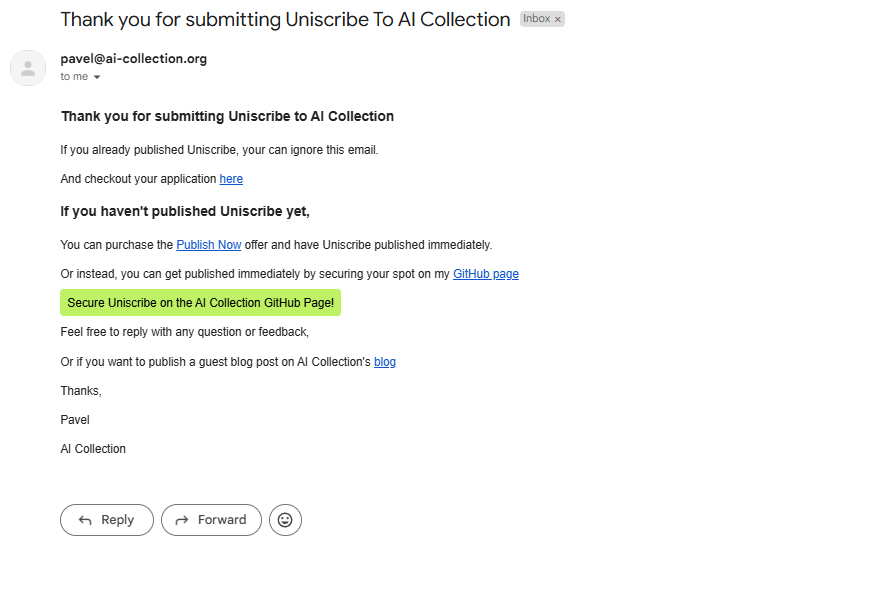 Thank you for submitting Uniscribe To AI Collection Inbox ×
pavel@ai-collection.org
to me
Thank you for submitting Uniscribe to AI Collection
If you already published Uniscribe, your can ignore this email.
And checkout your application here
If you haven't published Uniscribe yet,
You can purchase the Publish Now offer and have Uniscribe published immediately.
Or instead, you can get published immediately by securing your spot on my GitHub page
Secure Uniscribe on the AI Collection GitHub Page!
Feel free to reply with any question or feedback,
Or if you want to publish a guest blog post on AI Collection's blog
Thanks,
Pavel
AI Collection
Reply Forward